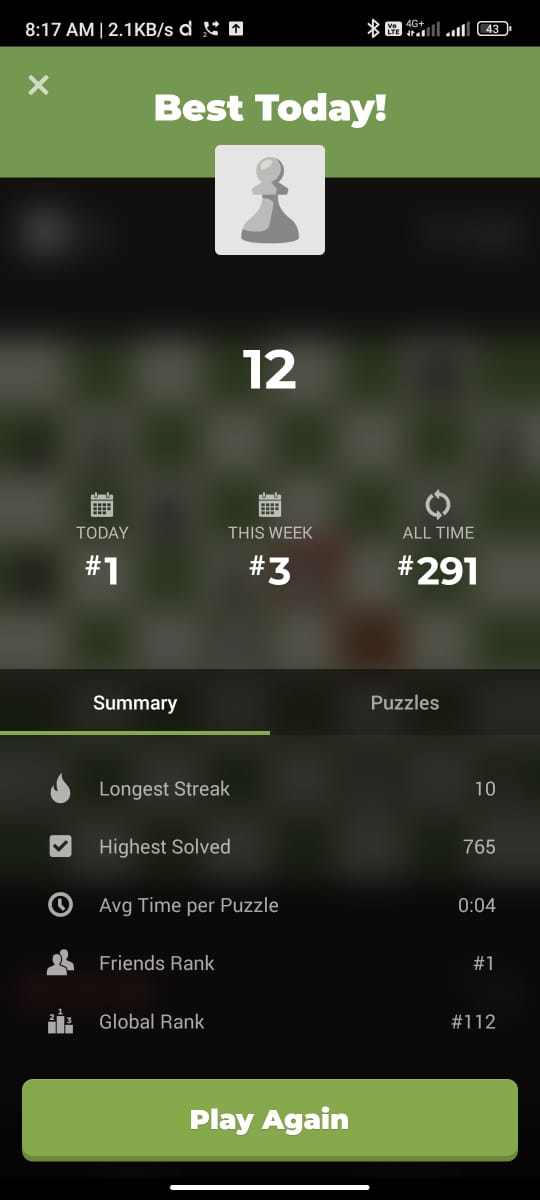 8:17 AM | 2.1KB/s
4G+ 43
Best Today!
12
TODAY THIS WEEK ALL TIME
#1 #3 #291
Summary Puzzles
Longest Streak 10
Highest Solved 765
Avg Time per Puzzle 0:04
Friends Rank #1
Global Rank #112
Play Again